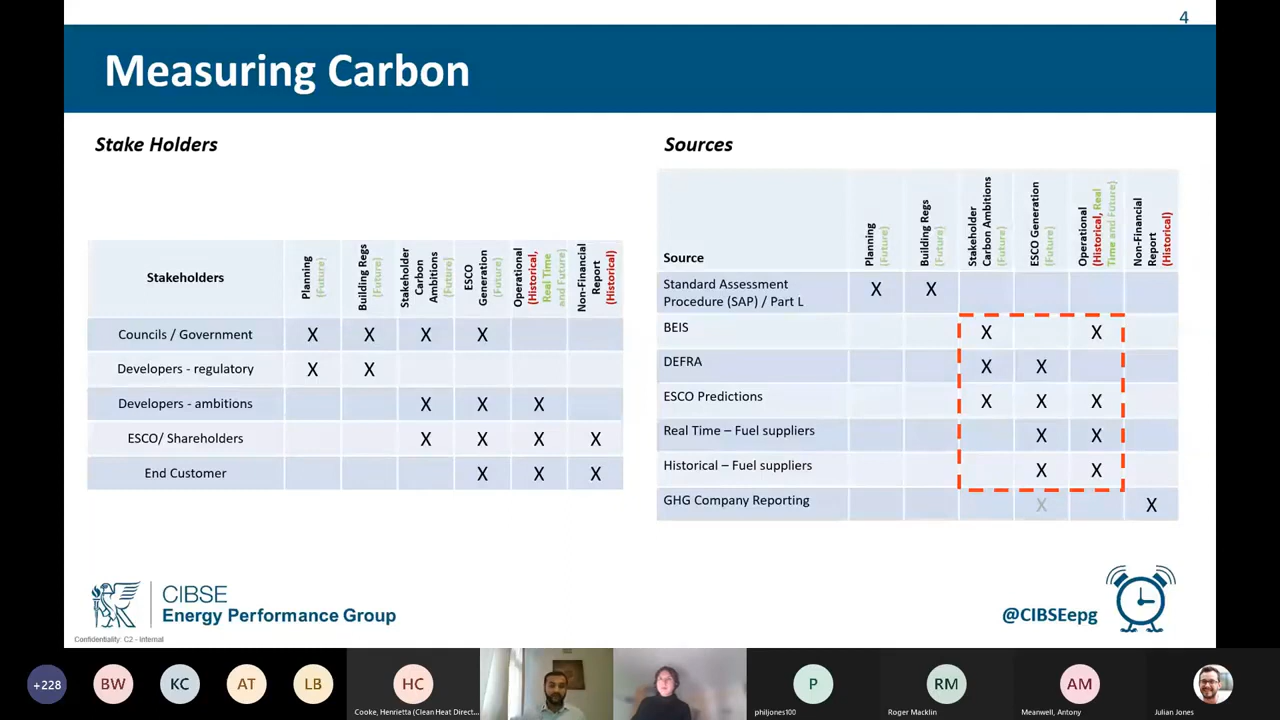 4
Measuring Carbon
Stake Holders
Stakeholders
Planning
(Future)
Building Regs
(Future)
Stakeholder
Carbon
Ambitions
(Future)
ESCO
Generation
(Future)
Operational
(Historical,
Real Time
and Future)
Non-Financial
Report
(Historical)
Councils / Government X X X X
Developers - regulatory X X
Developers - ambitions X X X
ESCO/ Shareholders X X X X
End Customer X X X
Sources
Source
Planning
(Future)
Building Regs
(Future)
Stakeholder
Carbon Ambitions
(Future)
ESCO Generation
(Future)
Operational
(Historical, Real
Time and Future)
Non-Financial
Report
(Historical)
Standard Assessment
Procedure (SAP) / Part L X X
BEIS X X
DEFRA X X
ESCO Predictions X X X
Real Time – Fuel suppliers X X
Historical – Fuel suppliers X X
GHG Company Reporting X X
CIBSE
Energy Performance Group
@CIBSEepg
Confidentiality: C2 - Internal
+228
BW
KC
AT
LB
HC
Cooke, Henrietta (Clean Heat Direct...
P
philjones100
RM
Roger Macklin
AM
Meanwell, Antony
Julian Jones